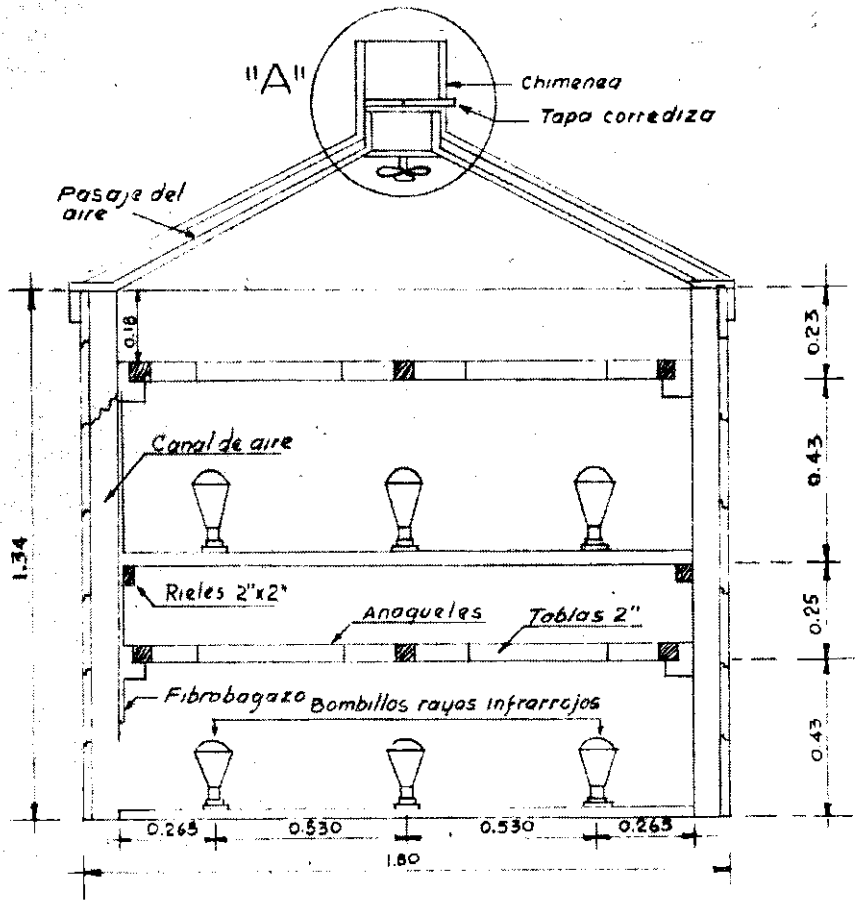 "A"
Chimenea
Tapa corrediza
Pasaje del
aire
0.18
0.23
Canal de aire
0.43
1.34
Rieles 2"x2"
Anaqueles
Tablas 2"
0.25
Fibrobagazo
Bombillos rayos infrarrojos
0.43
0.265
0.530
0.530
0.265
1.80